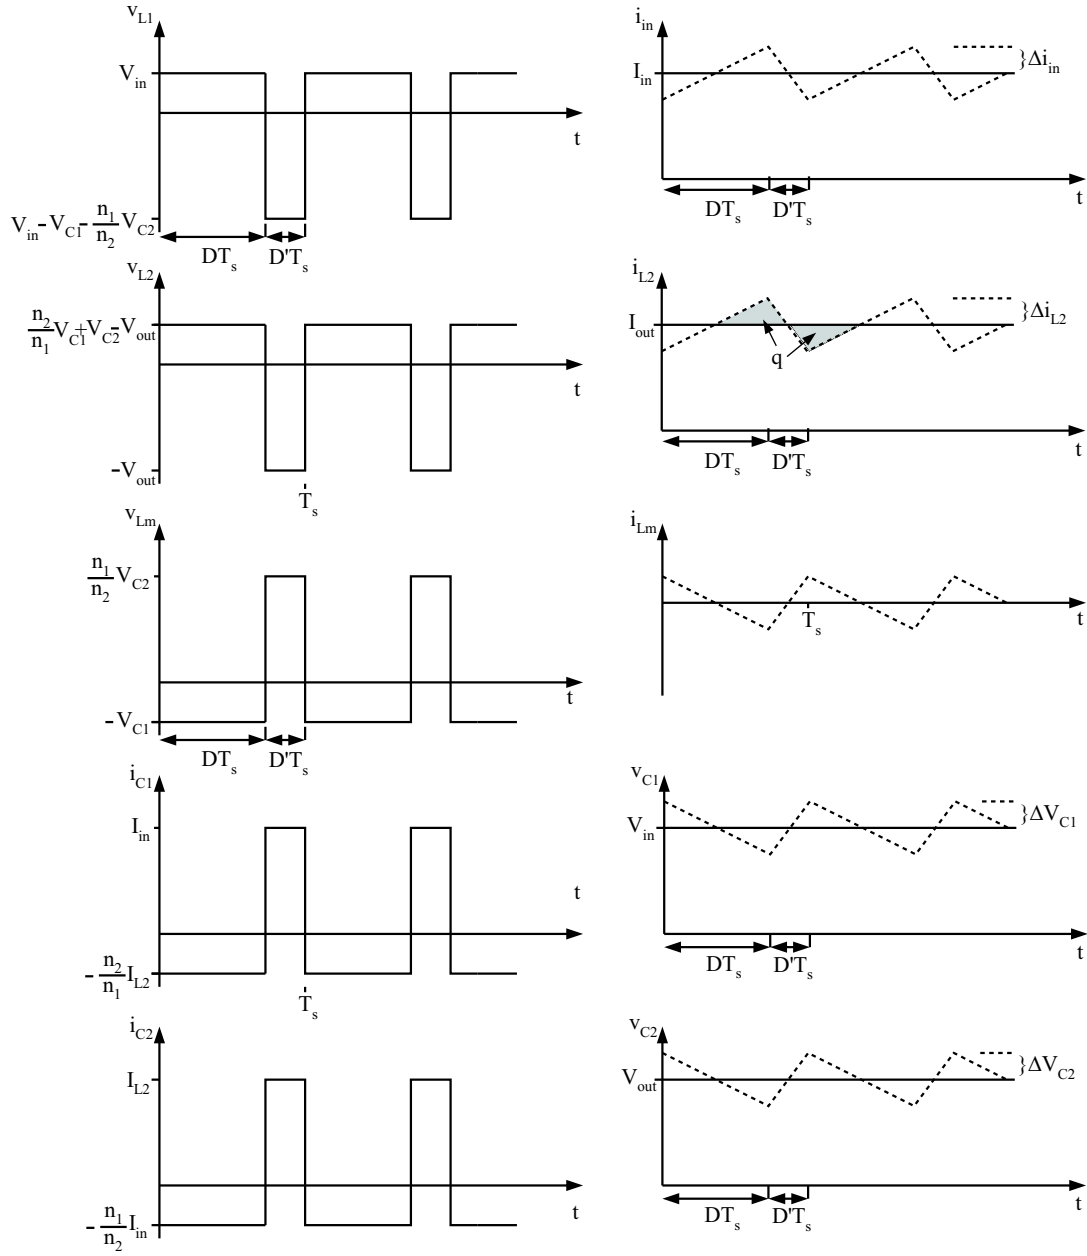 v_L1
V_in
V_in-V_C1-n_1/n_2 V_C2
DT_s
D'T_s
t
i_in
I_in
}Δi_in
DT_s
D'T_s
t
v_L2
n_2/n_1 V_C1+V_C2-V_out
-V_out
T_s
t
i_L2
I_out
}Δi_L2
q
DT_s
D'T_s
t
v_Lm
n_1/n_2 V_C2
-V_C1
DT_s
D'T_s
t
i_Lm
T_s
t
i_C1
I_in
-n_2/n_1 I_L2
T_s
t
v_C1
V_in
}ΔV_C1
DT_s
D'T_s
t
i_C2
I_L2
-n_1/n_2 I_in
t
v_C2
V_out
}ΔV_C2
DT_s
D'T_s
t